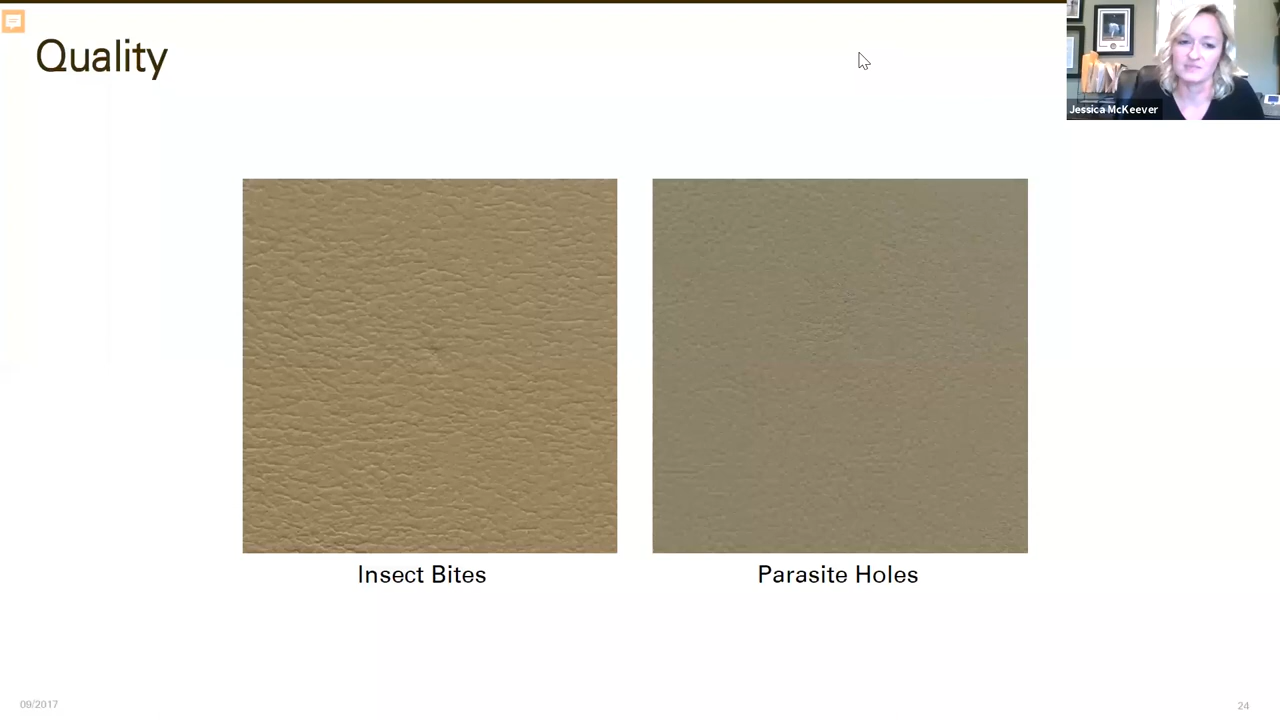 Quality
Jessica McKeever
Insect Bites
Parasite Holes
09/2017
24